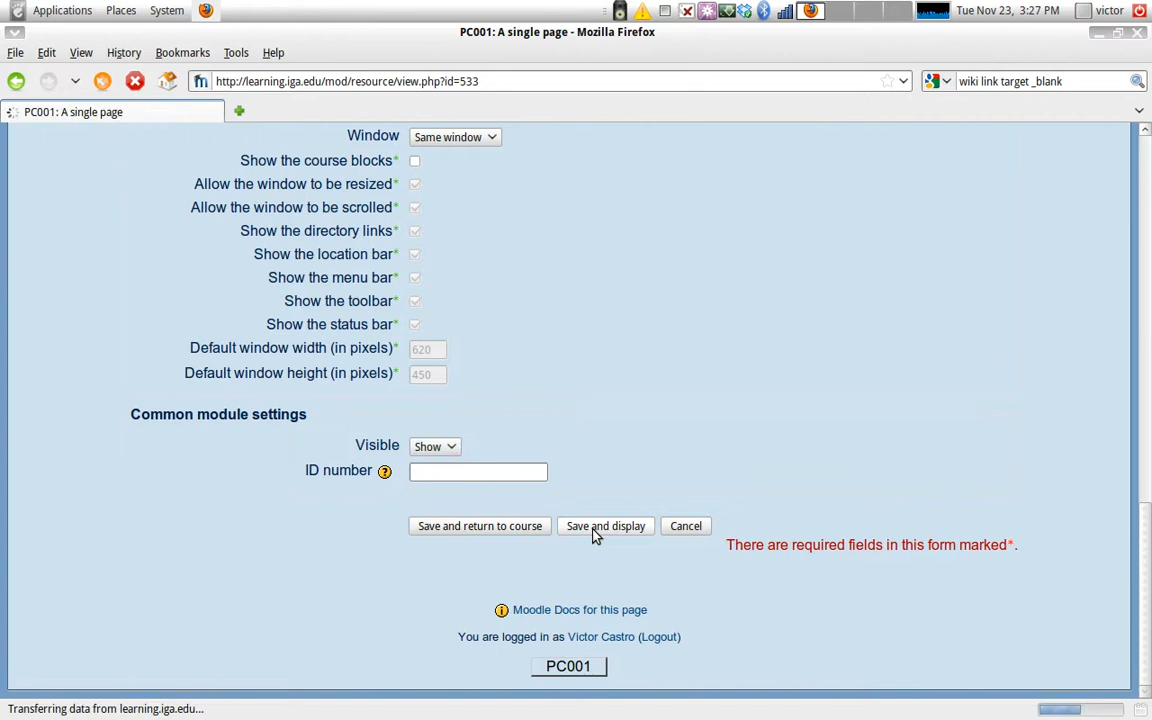 Applications Places System Tue Nov 23, 3:27 PM victor
PC001: A single page - Mozilla Firefox
File Edit View History Bookmarks Tools Help
http://learning.iga.edu/mod/resource/view.php?id=533 wiki link target _blank
PC001: A single page
Window Same window
Show the course blocks*
Allow the window to be resized*
Allow the window to be scrolled*
Show the directory links*
Show the location bar*
Show the menu bar*
Show the toolbar*
Show the status bar*
Default window width (in pixels)* 620
Default window height (in pixels)* 450
Common module settings
Visible Show
ID number
Save and return to course Save and display Cancel
There are required fields in this form marked*.
Moodle Docs for this page
You are logged in as Victor Castro (Logout)
PC001
Transferring data from learning.iga.edu...